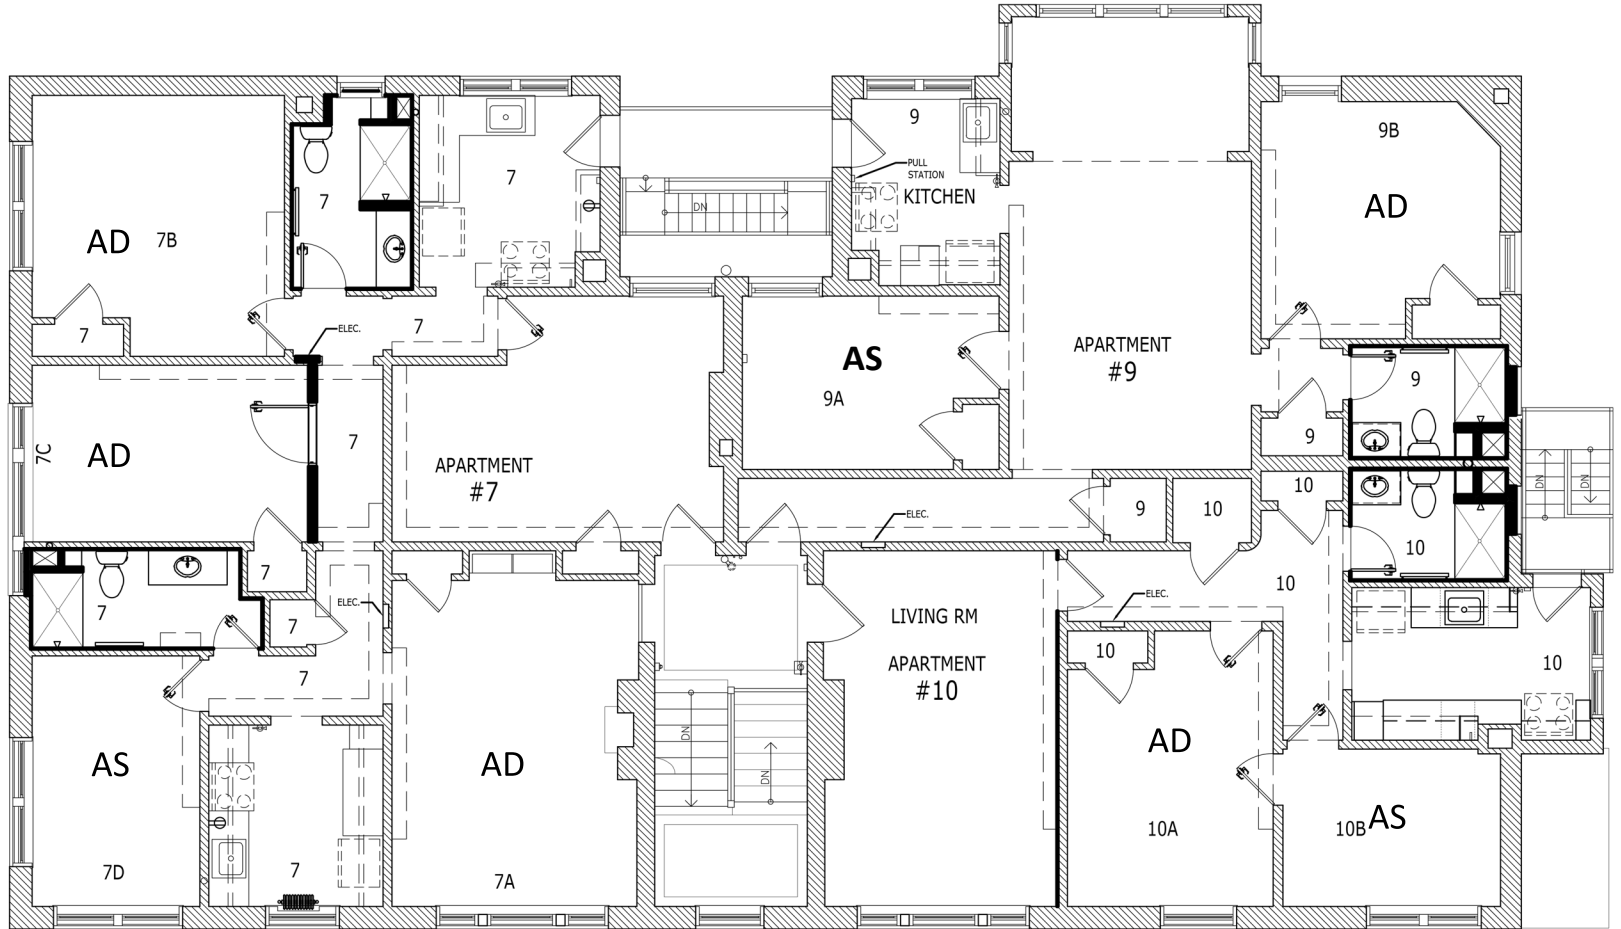 9
9B
PULL
STATION
KITCHEN
7
7
AD
AD
7B
DN
7
7
ELEC.
APARTMENT
#9
AS
9A
9
7C
AD
7
APARTMENT
#7
9
DN
DN
10
9
10
ELEC.
10
7
7
ELEC.
7
10
ELEC.
LIVING RM
APARTMENT
#10
10
10
7
AS
AD
DN
DN
AD
10A
10B
AS
7D
7
7A